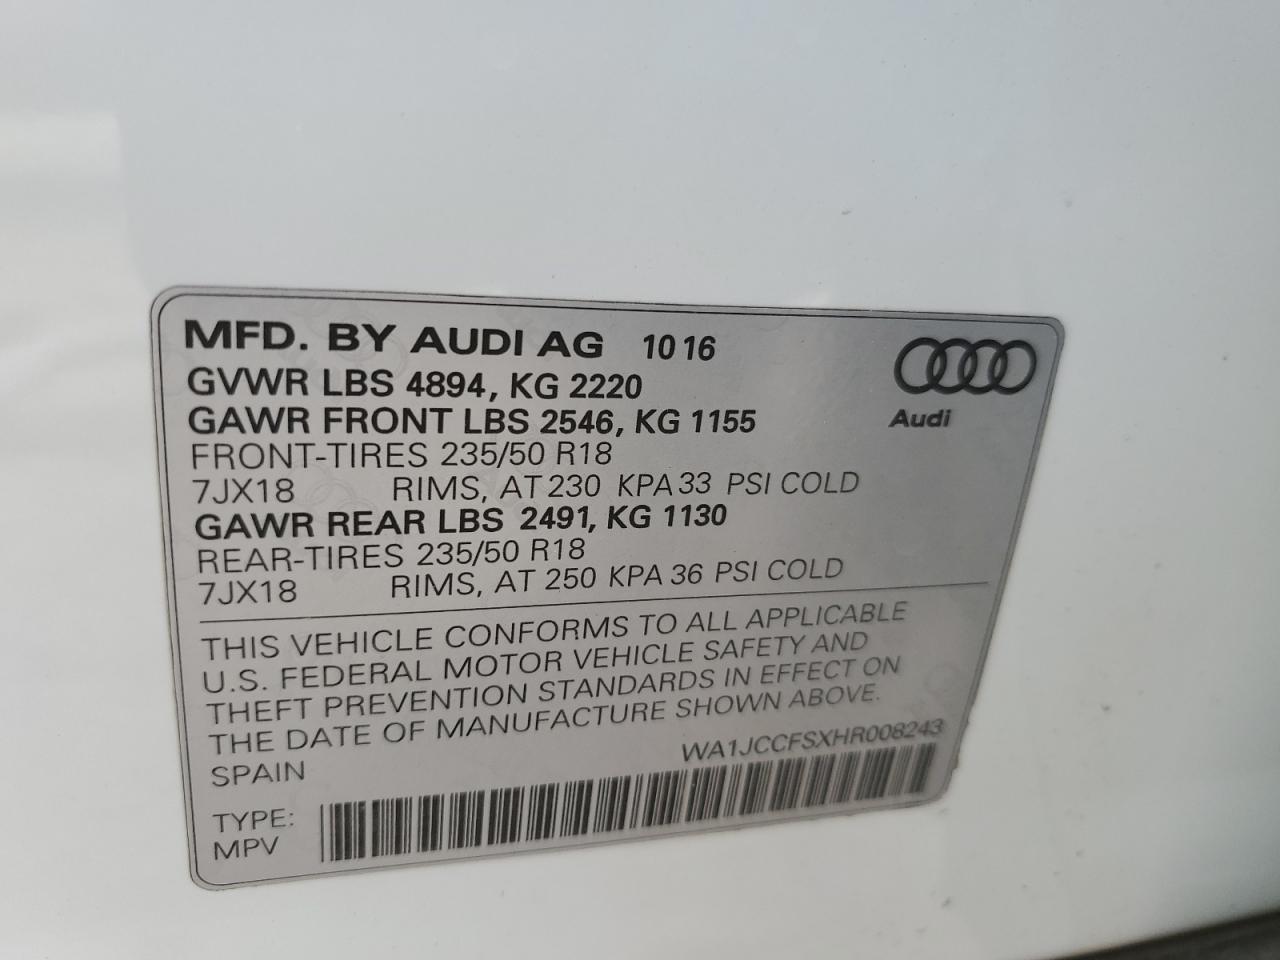 MFD. BY AUDI AG 10 16
GVWR LBS 4894, KG 2220
GAWR FRONT LBS 2546, KG 1155
FRONT-TIRES 235/50 R18
7JX18 RIMS, AT 230 KPA 33 PSI COLD
GAWR REAR LBS 2491, KG 1130
REAR-TIRES 235/50 R18
7JX18 RIMS, AT 250 KPA 36 PSI COLD
Audi
THIS VEHICLE CONFORMS TO ALL APPLICABLE
U.S. FEDERAL MOTOR VEHICLE SAFETY AND
THEFT PREVENTION STANDARDS IN EFFECT ON
THE DATE OF MANUFACTURE SHOWN ABOVE.
SPAIN
WA1JCCFSXHR008243
TYPE:
MPV